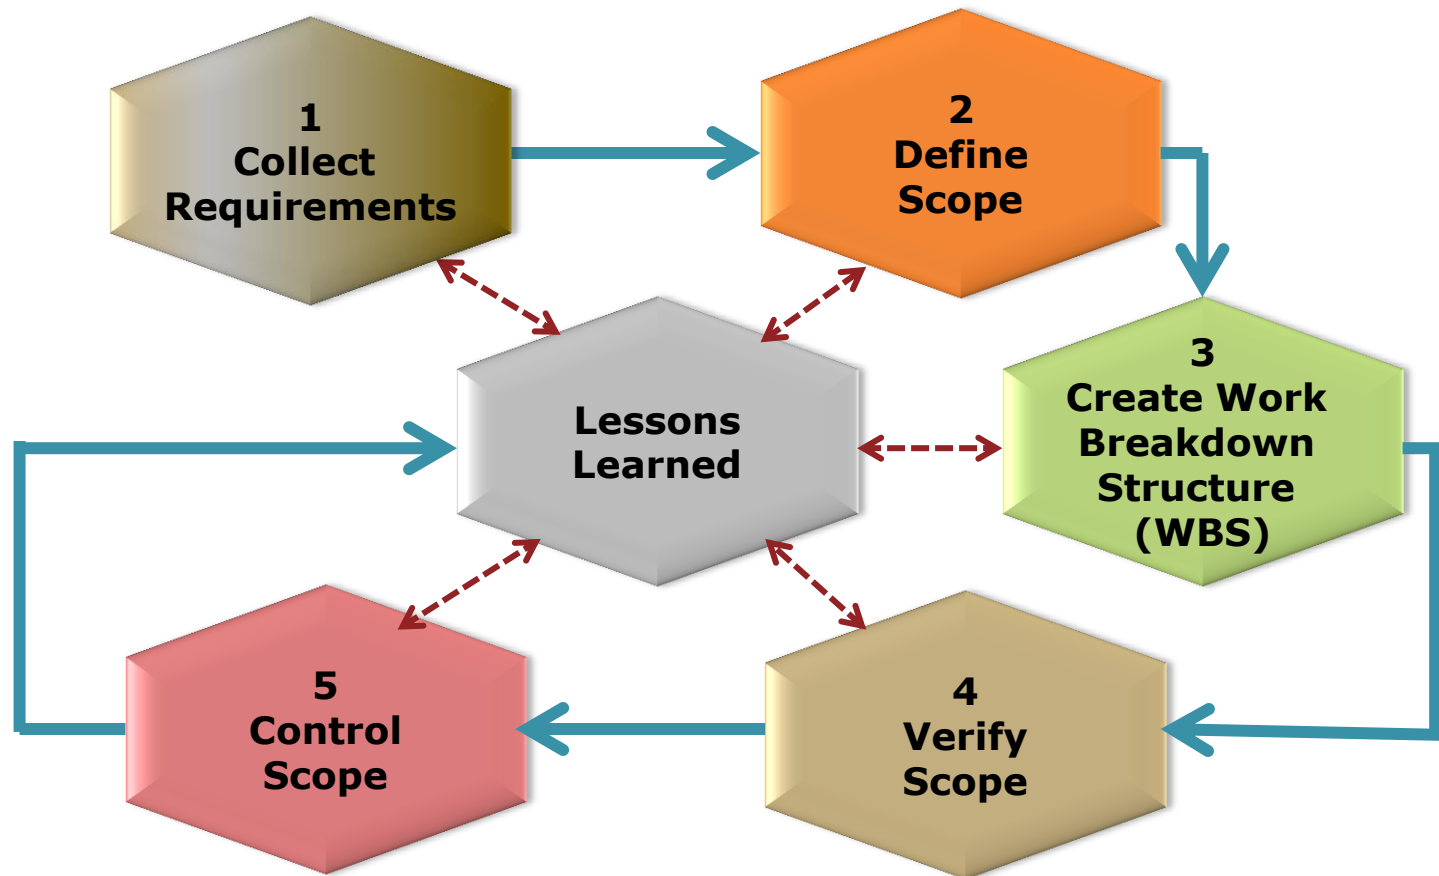 1
Collect
Requirements
2
Define
Scope
3
Create Work
Breakdown
Structure
(WBS)
Lessons
Learned
4
Verify
Scope
5
Control
Scope